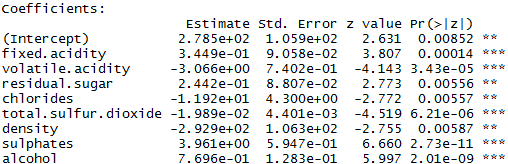 Coefficients:
Estimate Std. Error z value Pr(>|z|)
(Intercept) 2.785e+02 1.059e+02 2.631 0.00852 **
fixed.acidity 3.449e-01 9.058e-02 3.807 0.00014 ***
volatile.acidity -3.066e+00 7.402e-01 -4.143 3.43e-05 ***
residual.sugar 2.442e-01 8.807e-02 2.773 0.00556 **
chlorides -1.192e+01 4.300e+00 -2.772 0.00557 **
total.sulfur.dioxide -1.989e-02 4.401e-03 -4.519 6.21e-06 ***
density -2.929e+02 1.063e+02 -2.755 0.00587 **
sulphates 3.961e+00 5.947e-01 6.660 2.73e-11 ***
alcohol 7.696e-01 1.283e-01 5.997 2.01e-09 ***